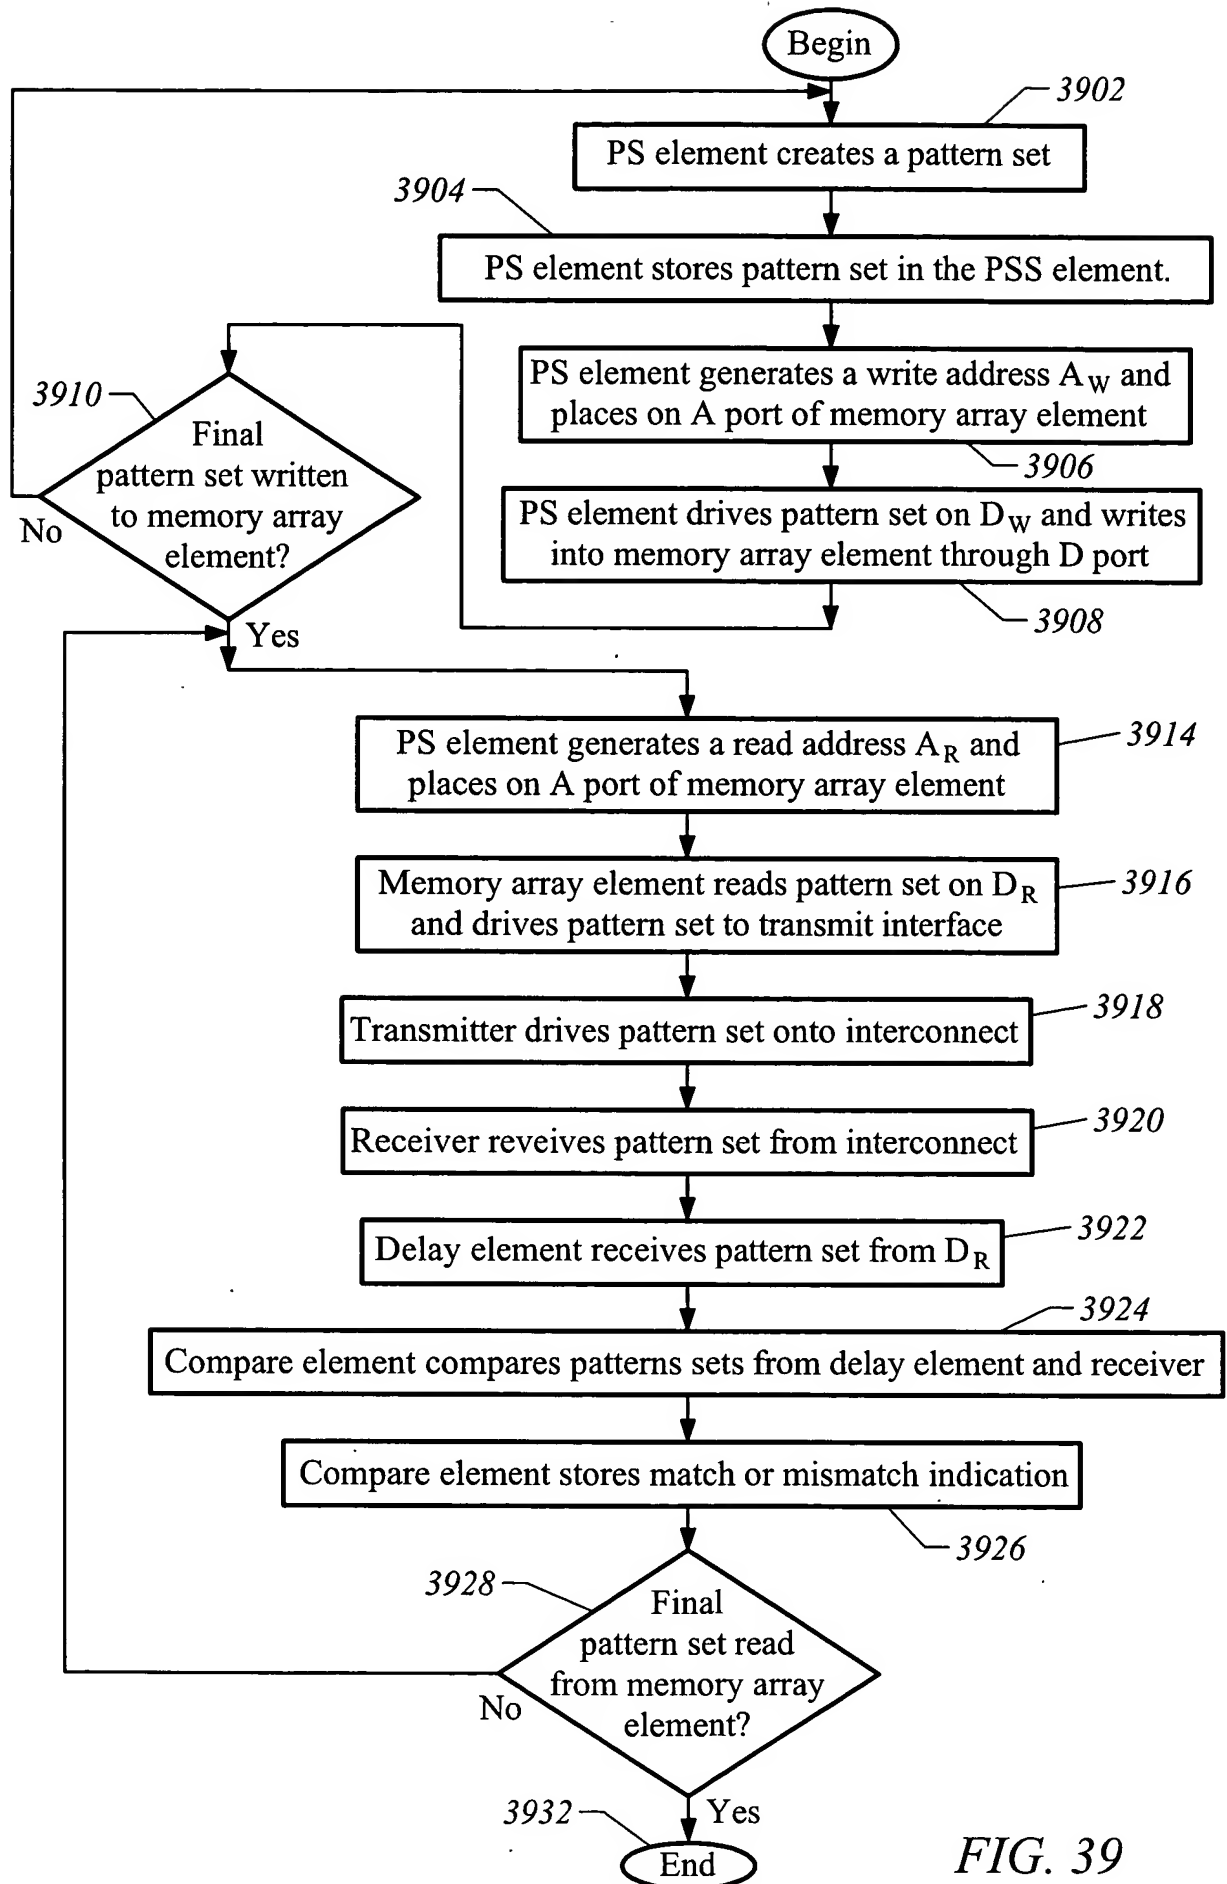 Begin
3902
PS element creates a pattern set
3904
PS element stores pattern set in the PSS element.
PS element generates a write address AW and
places on A port of memory array element
3906
PS element drives pattern set on DW and writes
into memory array element through D port
3908
3910
Final
pattern set written
to memory array
element?
No
Yes
PS element generates a read address AR and
places on A port of memory array element
3914
Memory array element reads pattern set on DR
and drives pattern set to transmit interface
3916
Transmitter drives pattern set onto interconnect
3918
Receiver reveives pattern set from interconnect
3920
Delay element receives pattern set from DR
3922
3924
Compare element compares patterns sets from delay element and receiver
Compare element stores match or mismatch indication
3926
3928
Final
pattern set read
from memory array
element?
No
Yes
3932
End
FIG. 39